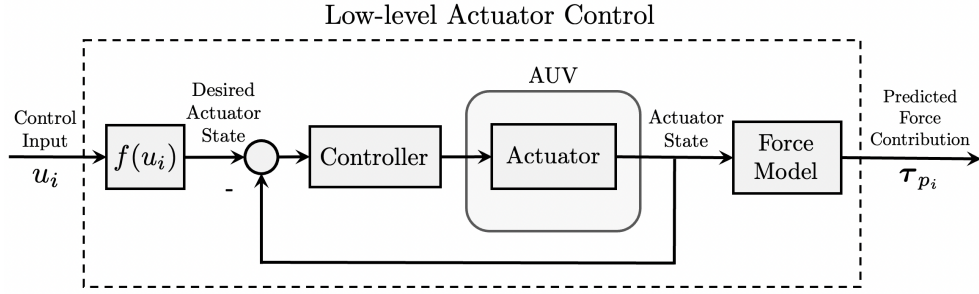 Low-level Actuator Control
AUV
Control
Input
u_i
f(u_i)
Desired
Actuator
State
-
Controller
Actuator
Actuator
State
Force
Model
Predicted
Force
Contribution
τ_{p_i}